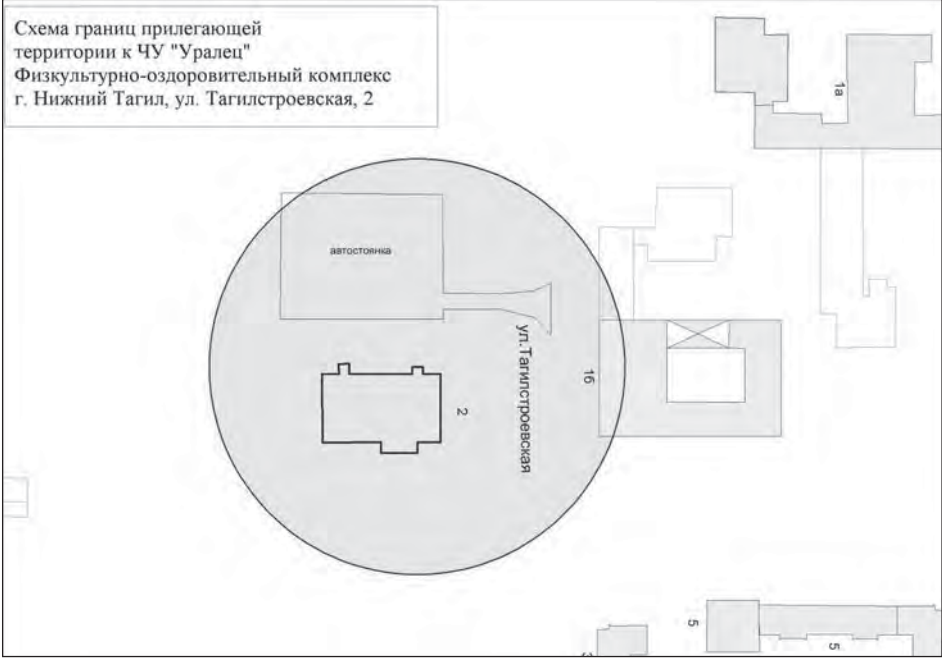 Схема границ прилегающей
территории к ЧУ "Уралец"
Физкультурно-оздоровительный комплекс
г. Нижний Тагил, ул. Тагилстроевская, 2
1а
автостоянка
ул.Тагилстроевская
16
2
5
5